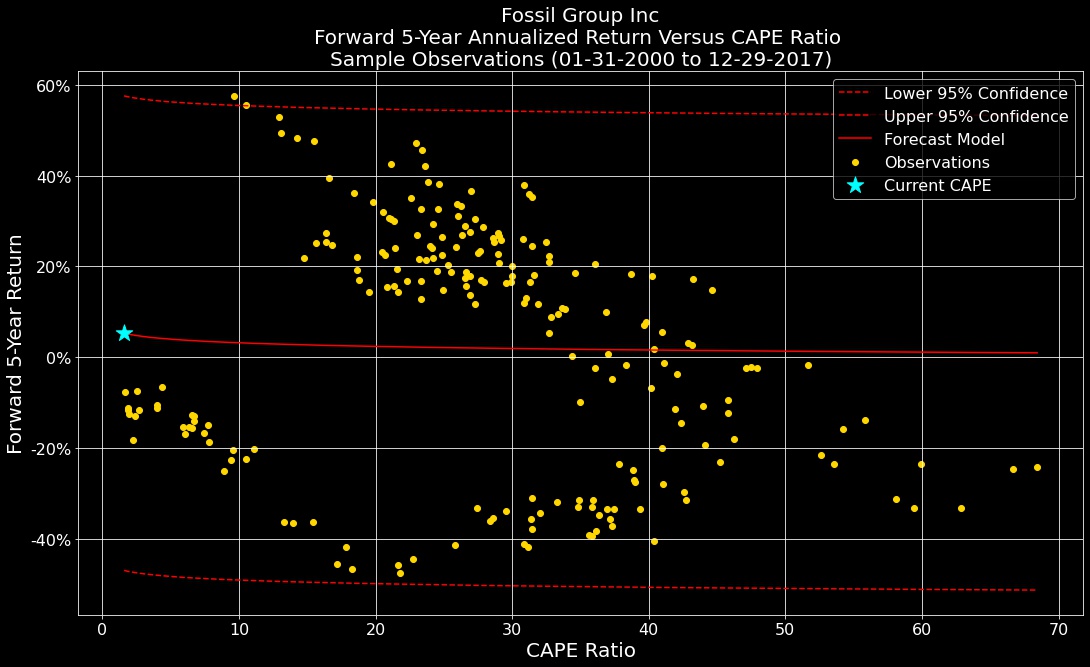 Fossil Group Inc
Forward 5-Year Annualized Return Versus CAPE Ratio
Sample Observations (01-31-2000 to 12-29-2017)
Lower 95% Confidence
Upper 95% Confidence
Forecast Model
Observations
Current CAPE
Forward 5-Year Return
60%
40%
20%
0%
-20%
-40%
0 10 20 30 40 50 60 70
CAPE Ratio